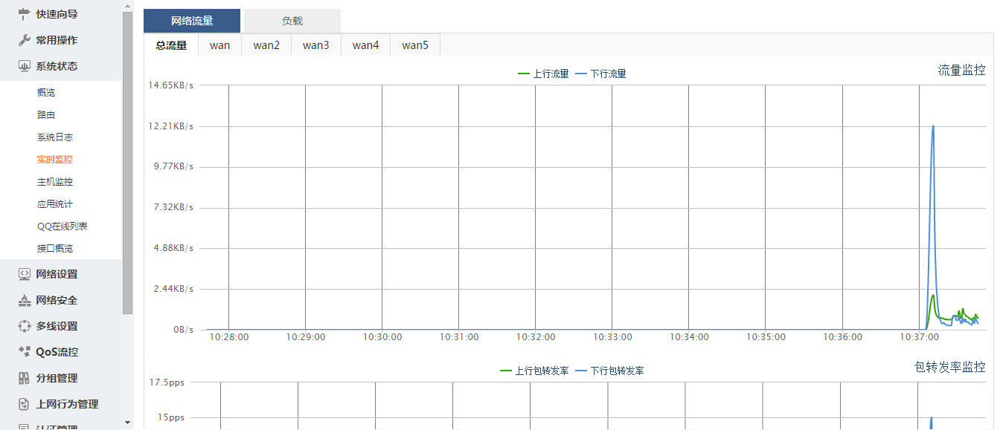 快速向导
常用操作
系统状态
概览
路由
系统日志
实时监控
主机监控
应用统计
QQ在线列表
接口概览
网络设置
网络安全
多线设置
QoS流控
分组管理
上网行为管理
认证管理
网络流量 负载
总流量 wan wan2 wan3 wan4 wan5
上行流量 下行流量
流量监控
14.65KB/s
12.21KB/s
9.77KB/s
7.32KB/s
4.88KB/s
2.44KB/s
0B/s
10:28:00 10:29:00 10:30:00 10:31:00 10:32:00 10:33:00 10:34:00 10:35:00 10:36:00 10:37:00
上行包转发率 下行包转发率
包转发率监控
17.5pps
15pps